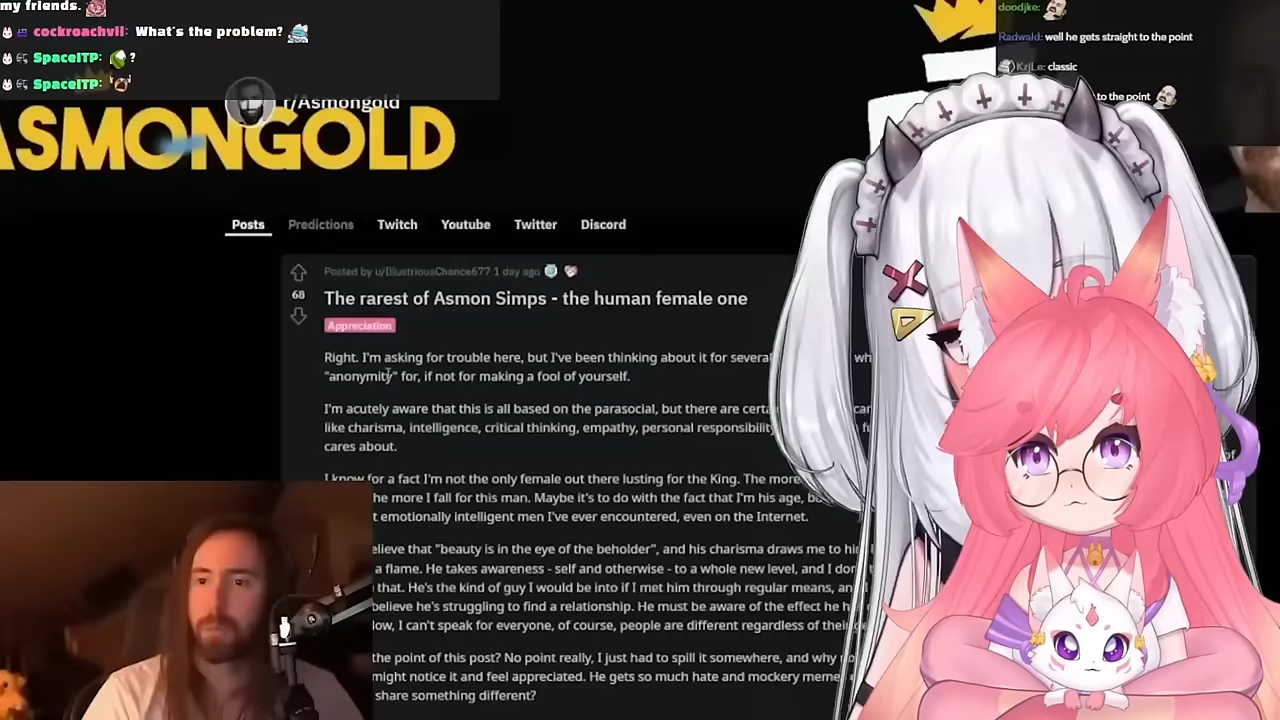 my friends.
cockroachvii: What's the problem?
SpaceITP: ?
SpaceITP:
doodjke:
Radwald: well he gets straight to the point
KrjLe: classic
to the point
r/Asmongold
ASMONGOLD
Posts Predictions Twitch Youtube Twitter Discord
Posted by u/IllustriousChance677 1 day ago
68
The rarest of Asmon Simps - the human female one
Appreciation
Right. I'm asking for trouble here, but I've been thinking about it for several wh
"anonymity" for, if not for making a fool of yourself.
I'm acutely aware that this is all based on the parasocial, but there are certa car
like charisma, intelligence, critical thinking, empathy, personal responsibility
cares about.
I know for a fact I'm not the only female out there lusting for the King. The more
he more I fall for this man. Maybe it's to do with the fact that I'm his age,
t emotionally intelligent men I've ever encountered, even on the Internet.
elieve that "beauty is in the eye of the beholder", and his charisma draws me to hi
a flame. He takes awareness - self and otherwise - to a whole new level, and I don
that. He's the kind of guy I would be into if I met him through regular means, an
believe he's struggling to find a relationship. He must be aware of the effect he h
ow, I can't speak for everyone, of course, people are different regardless of their
the point of this post? No point really, I just had to spill it somewhere, and why
might notice it and feel appreciated. He gets so much hate and mockery meme
share something different?